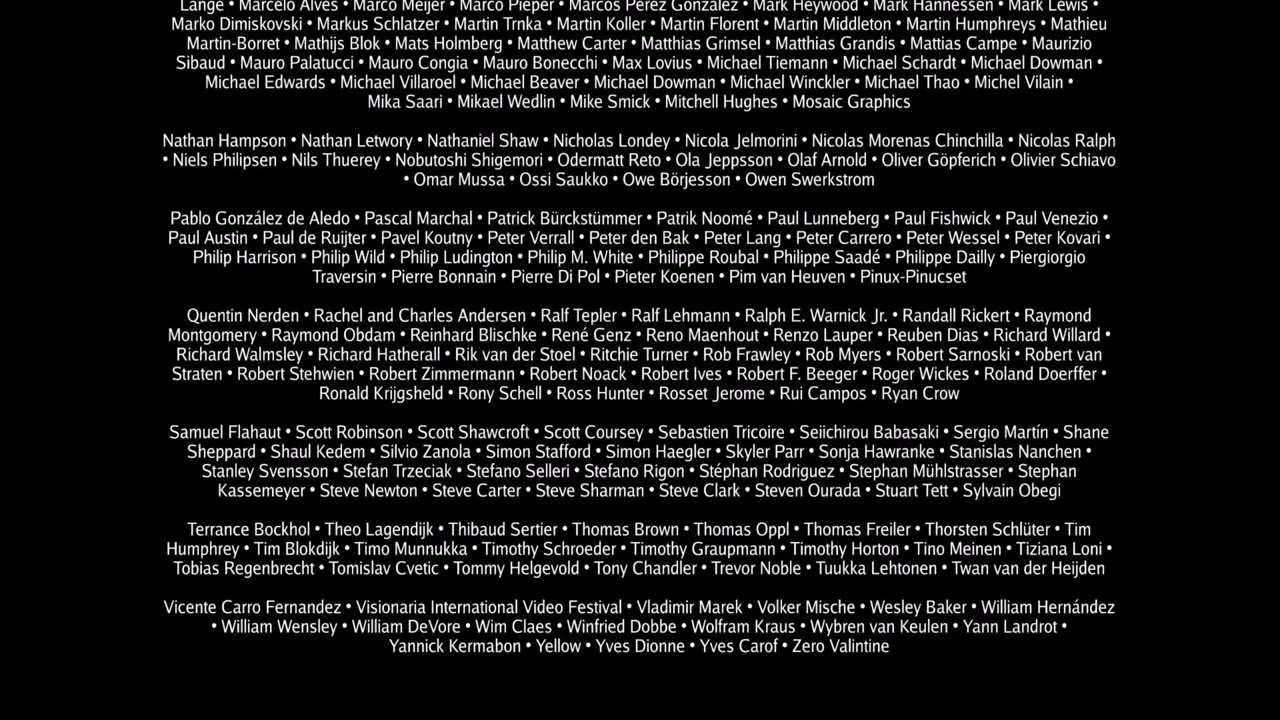 Lange • Marcelo Alves • Marco Meijer • Marco Pieper • Marcos Pérez González • Mark Heywood • Mark Hannessen • Mark Lewis •
Marko Dimiskovski • Markus Schlatzer • Martin Trnka • Martin Koller • Martin Florent • Martin Middleton • Martin Humphreys • Mathieu
Martin-Borret • Mathijs Blok • Mats Holmberg • Matthew Carter • Matthias Grimsel • Matthias Grandis • Mattias Campe • Maurizio
Sibaud • Mauro Palatucci • Mauro Congia • Mauro Bonecchi • Max Lovius • Michael Tiemann • Michael Schardt • Michael Dowman •
Michael Edwards • Michael Villaroel • Michael Beaver • Michael Dowman • Michael Winckler • Michael Thao • Michel Vilain •
Mika Saari • Mikael Wedlin • Mike Smick • Mitchell Hughes • Mosaic Graphics
Nathan Hampson • Nathan Letwory • Nathaniel Shaw • Nicholas Londey • Nicola Jelmorini • Nicolas Morenas Chinchilla • Nicolas Ralph
• Niels Philipsen • Nils Thuerey • Nobutoshi Shigemori • Odermatt Reto • Ola Jeppsson • Olaf Arnold • Oliver Göpferich • Olivier Schiavo
• Omar Mussa • Ossi Saukko • Owe Börjesson • Owen Swerkstrom
Pablo González de Aledo • Pascal Marchal • Patrick Bürckstümmer • Patrik Noomé • Paul Lunneberg • Paul Fishwick • Paul Venezio •
Paul Austin • Paul de Ruijter • Pavel Koutny • Peter Verrall • Peter den Bak • Peter Lang • Peter Carrero • Peter Wessel • Peter Kovari •
Philip Harrison • Philip Wild • Philip Ludington • Philip M. White • Philippe Roubal • Philippe Saadé • Philippe Dailly • Piergiorgio
Traversin • Pierre Bonnain • Pierre Di Pol • Pieter Koenen • Pim van Heuven • Pinux-Pinucset
Quentin Nerden • Rachel and Charles Andersen • Ralf Tepler • Ralf Lehmann • Ralph E. Warnick Jr. • Randall Rickert • Raymond
Montgomery • Raymond Obdam • Reinhard Blischke • René Genz • Reno Maenhout • Renzo Lauper • Reuben Dias • Richard Willard •
Richard Walmsley • Richard Hatherall • Rik van der Stoel • Ritchie Turner • Rob Frawley • Rob Myers • Robert Sarnoski • Robert van
Straten • Robert Stehwien • Robert Zimmermann • Robert Noack • Robert Ives • Robert F. Beeger • Roger Wickes • Roland Doerffer •
Ronald Krijgsheld • Rony Schell • Ross Hunter • Rosset Jerome • Rui Campos • Ryan Crow
Samuel Flahaut • Scott Robinson • Scott Shawcroft • Scott Coursey • Sebastien Tricoire • Seiichirou Babasaki • Sergio Martín • Shane
Sheppard • Shaul Kedem • Silvio Zanola • Simon Stafford • Simon Haegler • Skyler Parr • Sonja Hawranke • Stanislas Nanchen •
Stanley Svensson • Stefan Trzeciak • Stefano Selleri • Stefano Rigon • Stéphan Rodriguez • Stephan Mühlstrasser • Stephan
Kassemeyer • Steve Newton • Steve Carter • Steve Sharman • Steve Clark • Steven Ourada • Stuart Tett • Sylvain Obegi
Terrance Bockhol • Theo Lagendijk • Thibaud Sertier • Thomas Brown • Thomas Oppl • Thomas Freiler • Thorsten Schlüter • Tim
Humphrey • Tim Blokdijk • Timo Munnukka • Timothy Schroeder • Timothy Graupmann • Timothy Horton • Tino Meinen • Tiziana Loni •
Tobias Regenbrecht • Tomislav Cvetic • Tommy Helgevold • Tony Chandler • Trevor Noble • Tuukka Lehtonen • Twan van der Heijden
Vicente Carro Fernandez • Visionaria International Video Festival • Vladimir Marek • Volker Mische • Wesley Baker • William Hernández
• William Wensley • William DeVore • Wim Claes • Winfried Dobbe • Wolfram Kraus • Wybren van Keulen • Yann Landrot •
Yannick Kermabon • Yellow • Yves Dionne • Yves Carof • Zero Valintine